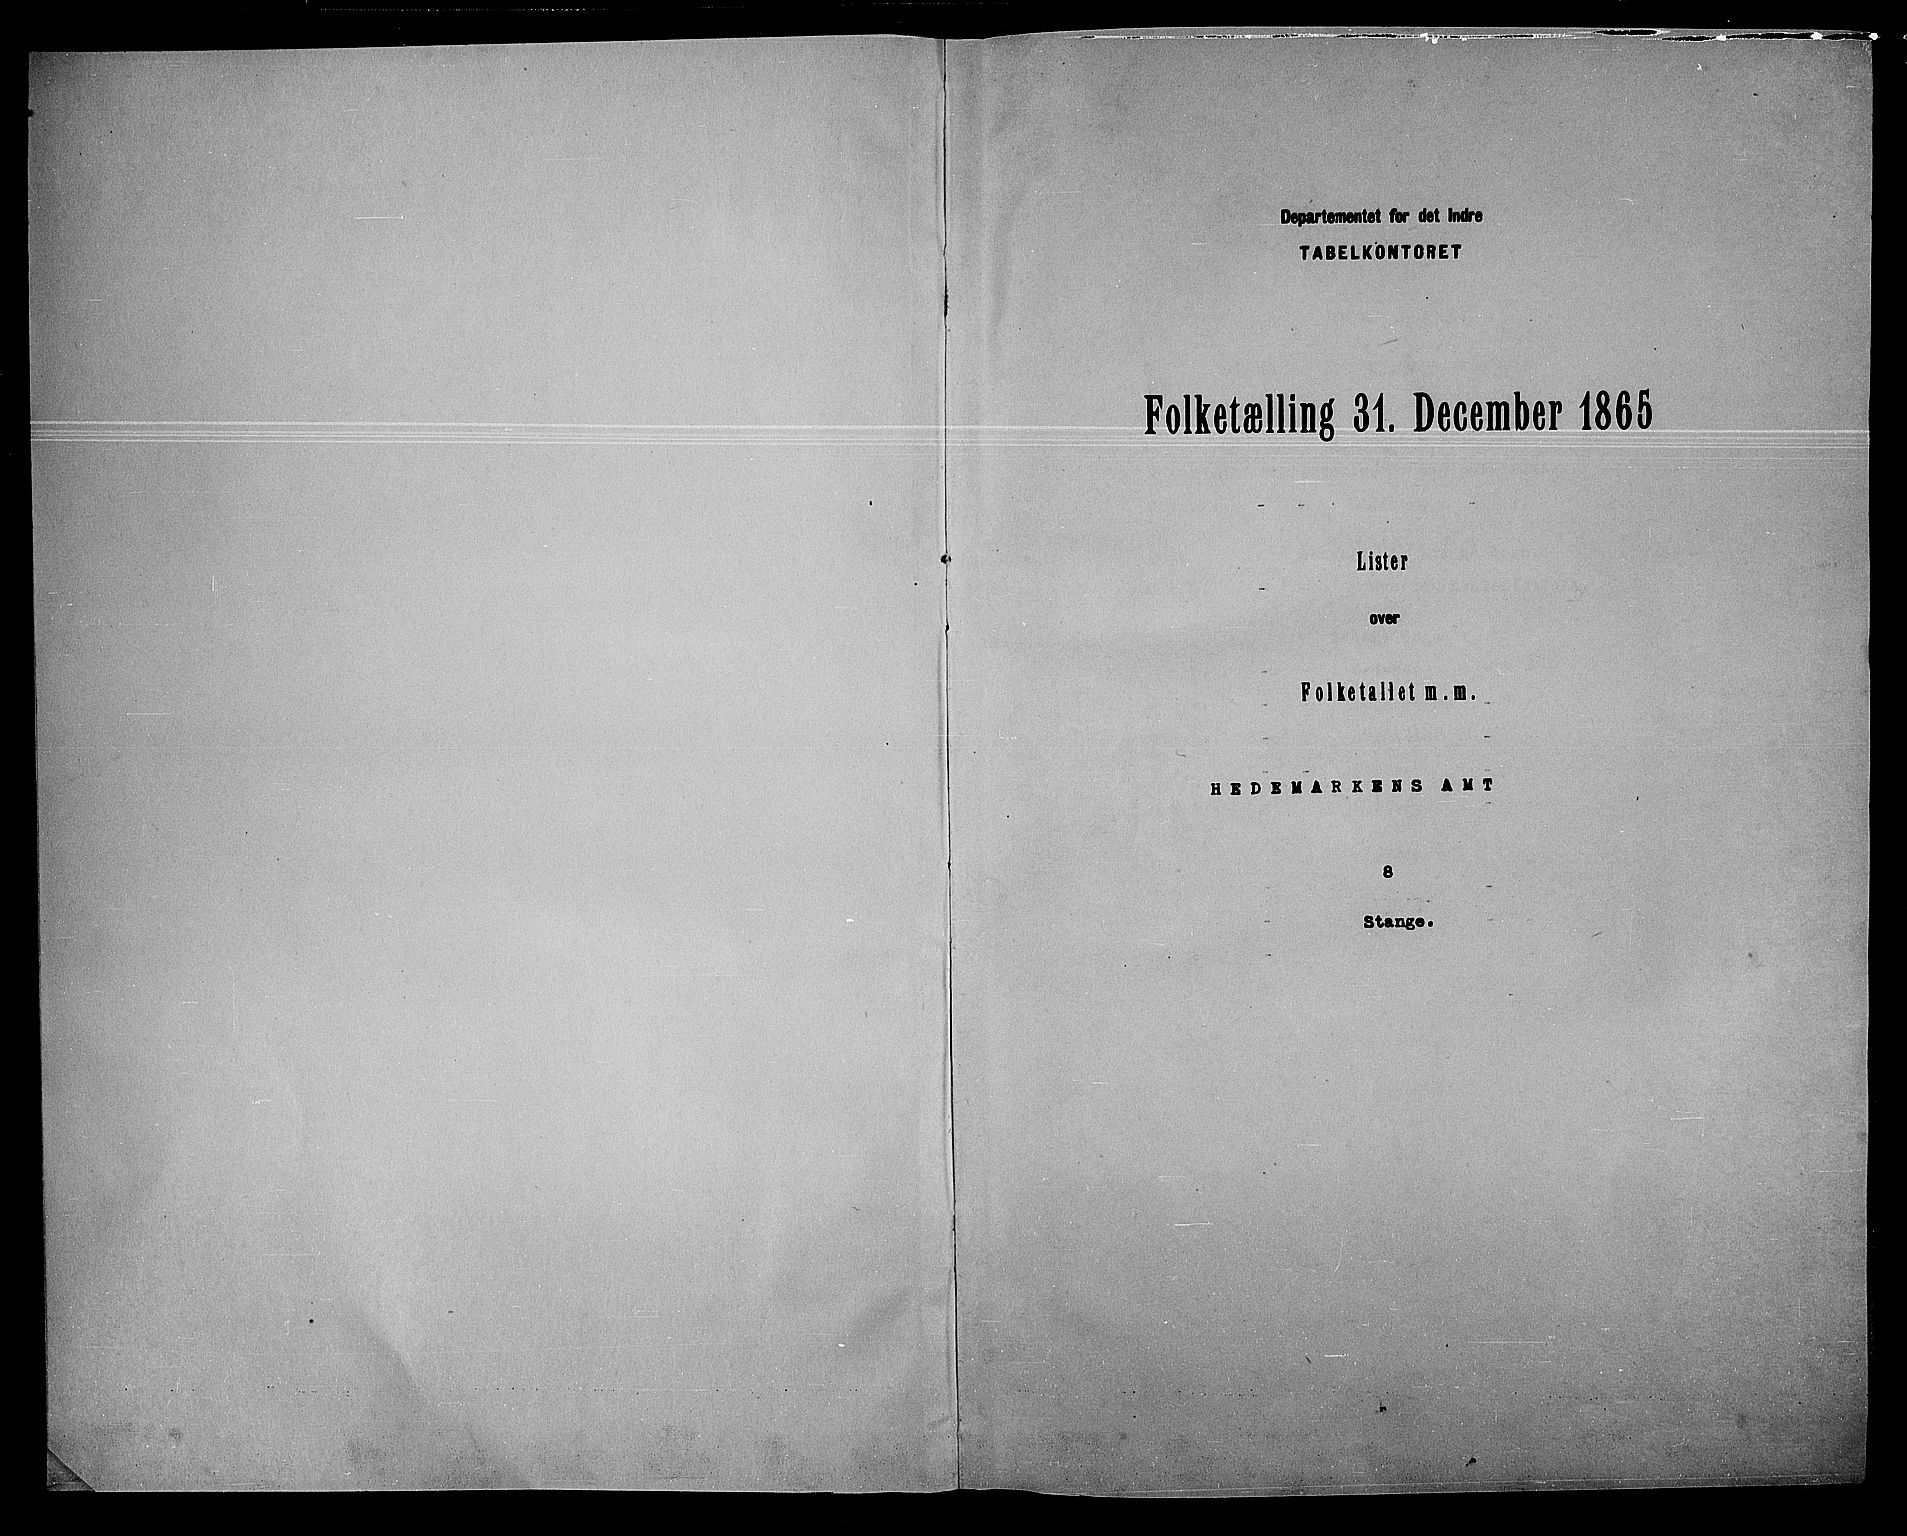 Departementet for det Indre
TABELKONTORET
Folketælling 31. December 1865
Lister
over
Folketallet m.m.
HEDEMARKENS AMT
8
Stange.